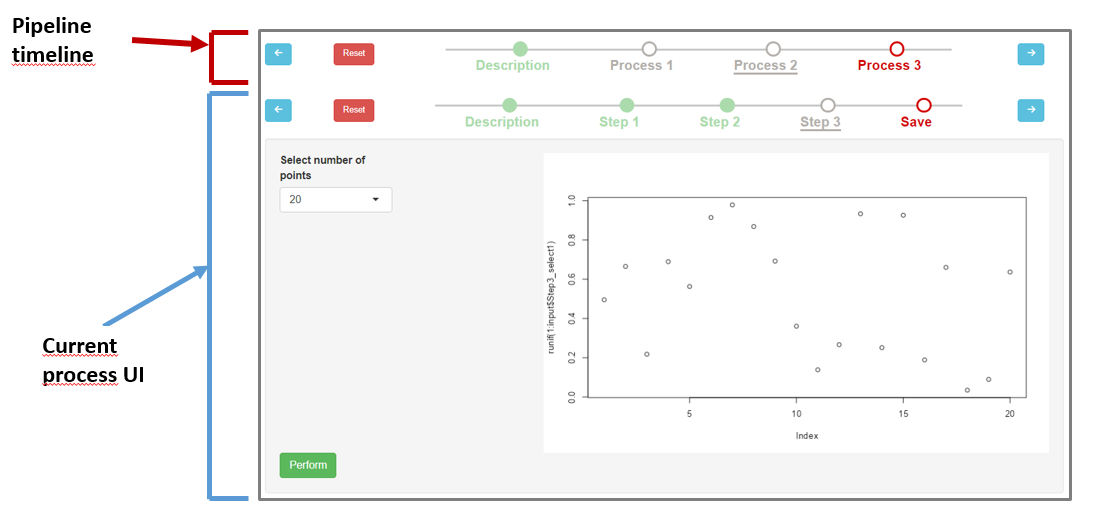 Pipeline
timeline
← Reset Description Process 1 Process 2 Process 3 →
← Reset Description Step 1 Step 2 Step 3 Save →
Select number of
points
20
Perform
Current
process UI
runif(1:input$Step3_select1)
1.0
0.8
0.6
0.4
0.2
0.0
5 10 15 20
Index